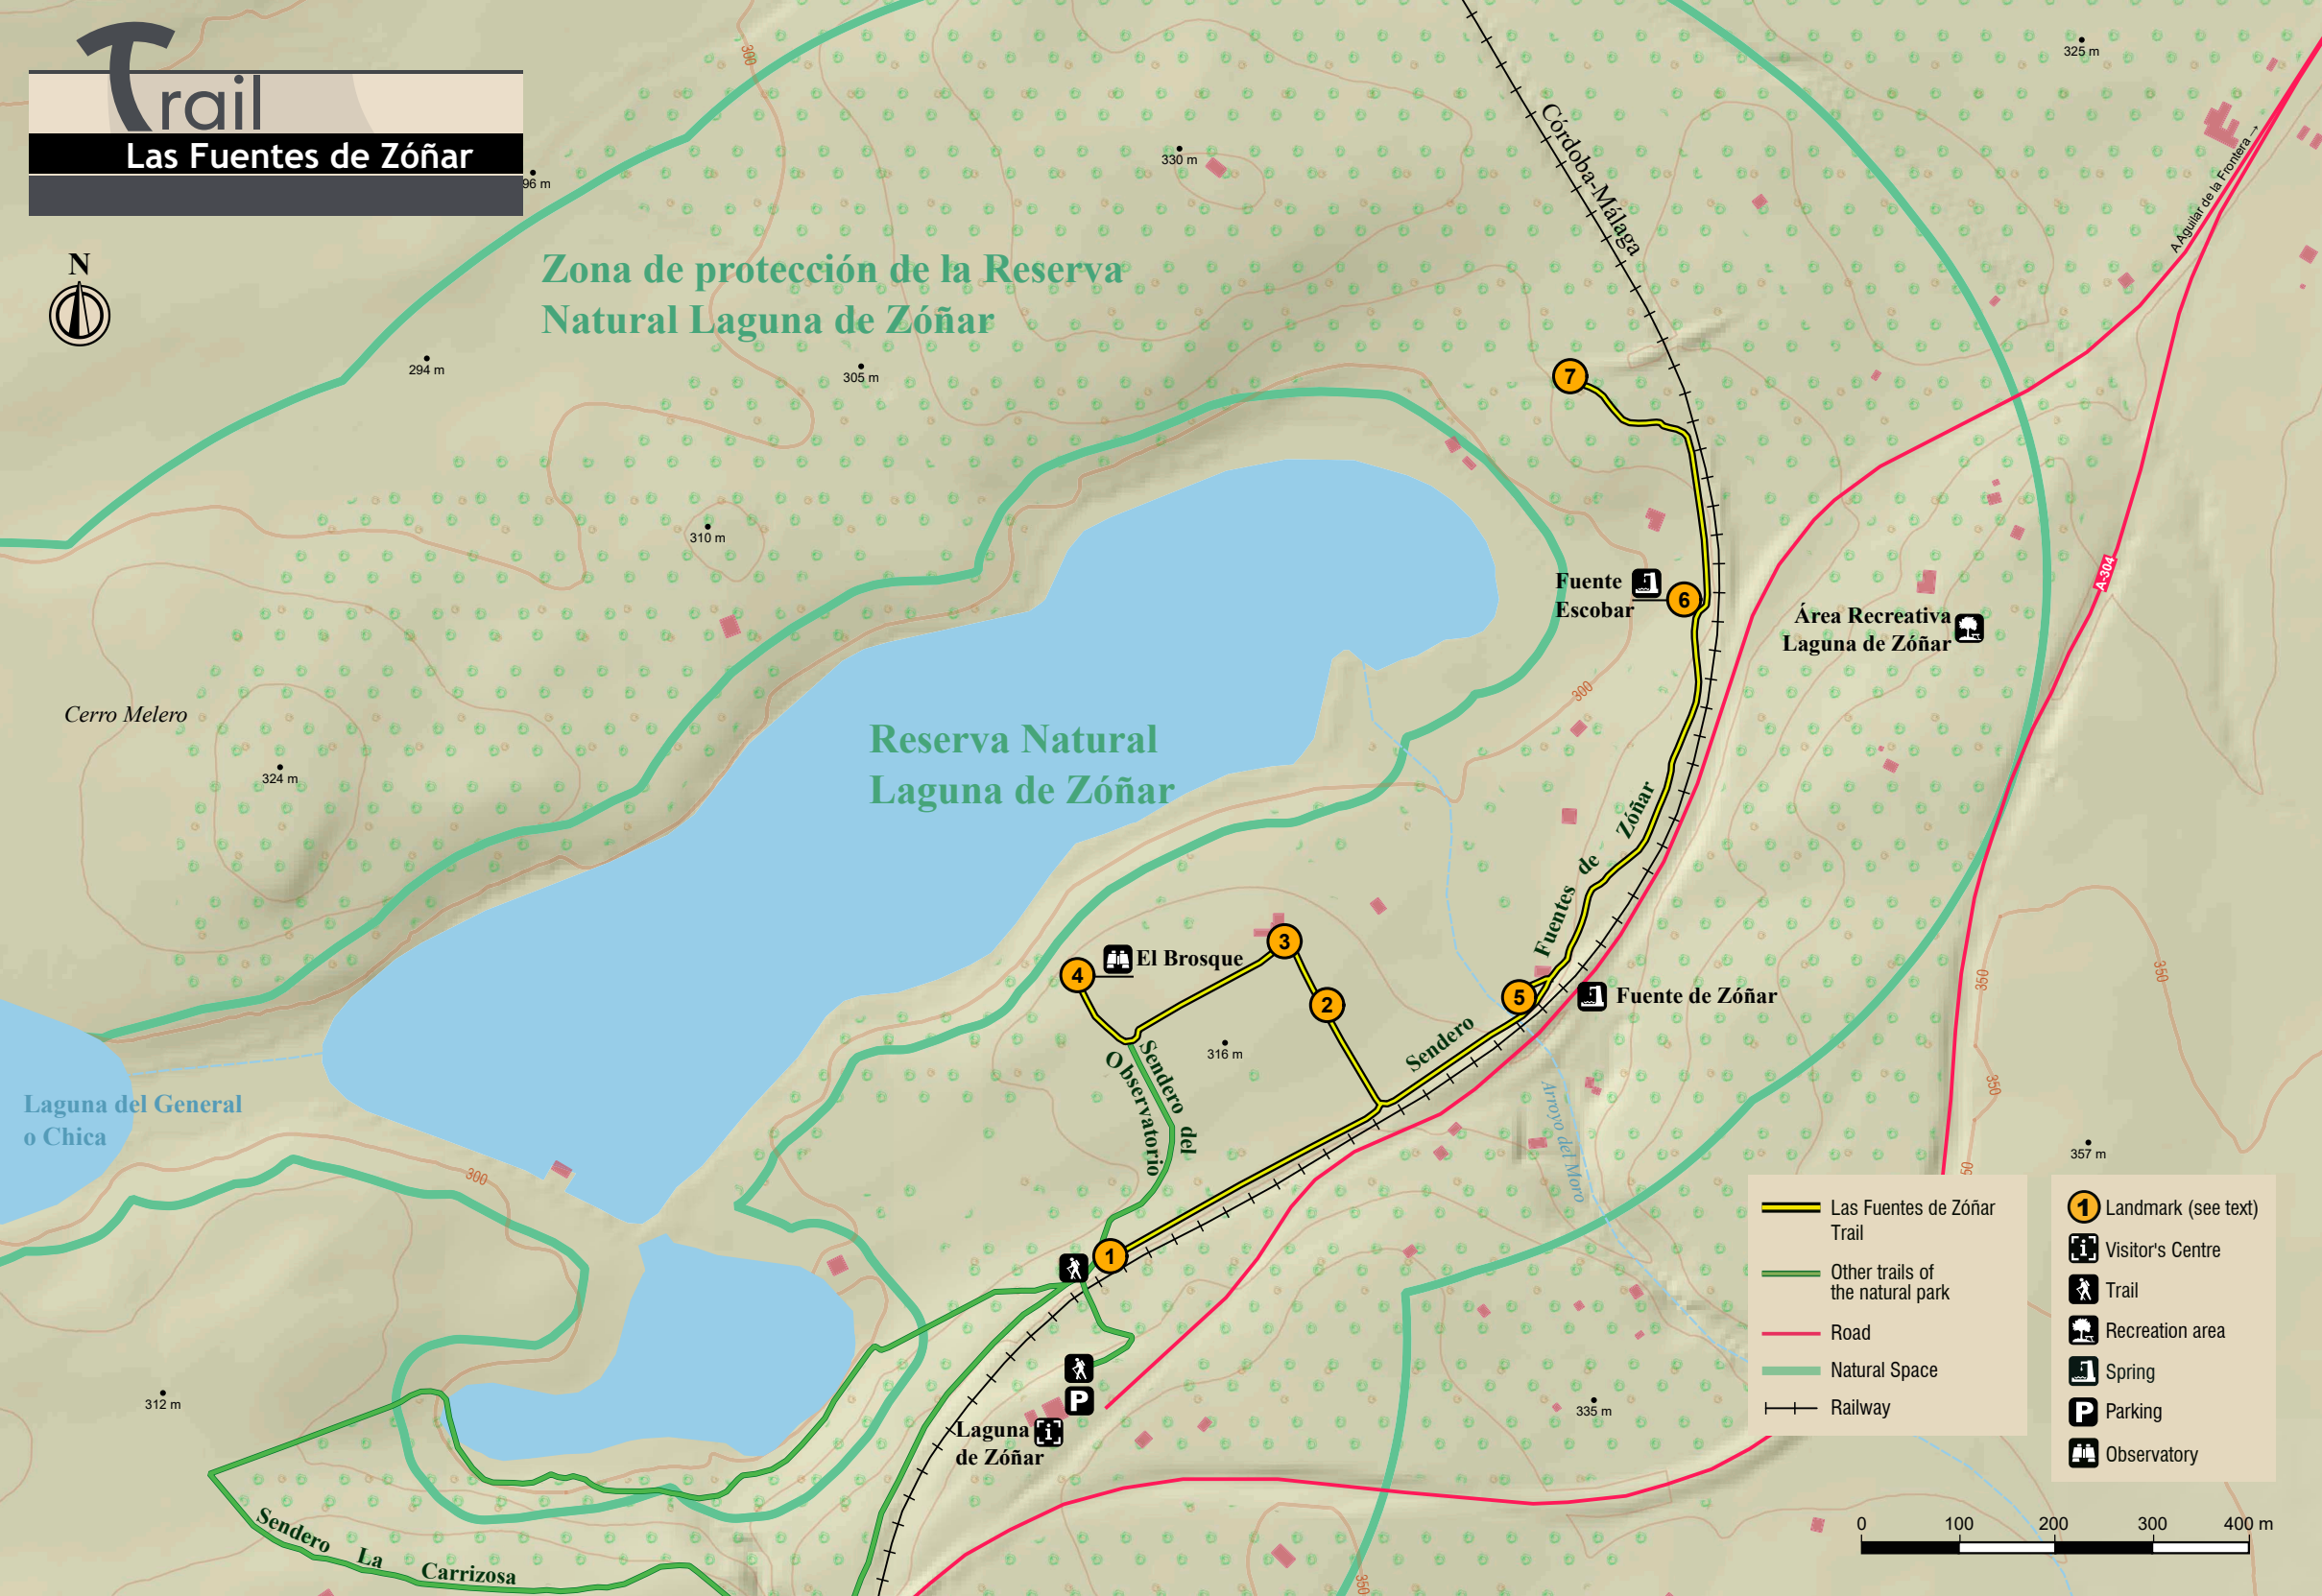 Trail
Las Fuentes de Zóñar
N
300
96 m
330 m
325 m
Córdoba-Málaga
A Aguilar de la Frontera →
Zona de protección de la Reserva
Natural Laguna de Zóñar
294 m
305 m
7
310 m
Fuente
Escobar
6
A-304
Área Recreativa
Laguna de Zóñar
Cerro Melero
324 m
300
Reserva Natural
Laguna de Zóñar
Sendero Fuentes de Zóñar
3
4
El Brosque
2
5
Fuente de Zóñar
350
350
316 m
Sendero del
Observatorio
350
Laguna del General
o Chica
Arroyo del Moro
300
357 m
50
1
312 m
335 m
P
Laguna
de Zóñar
Sendero La Carrizosa
350
Las Fuentes de Zóñar
Trail
Other trails of
the natural park
Road
Natural Space
Railway
1 Landmark (see text)
i Visitor's Centre
Trail
Recreation area
Spring
P Parking
Observatory
0 100 200 300 400 m